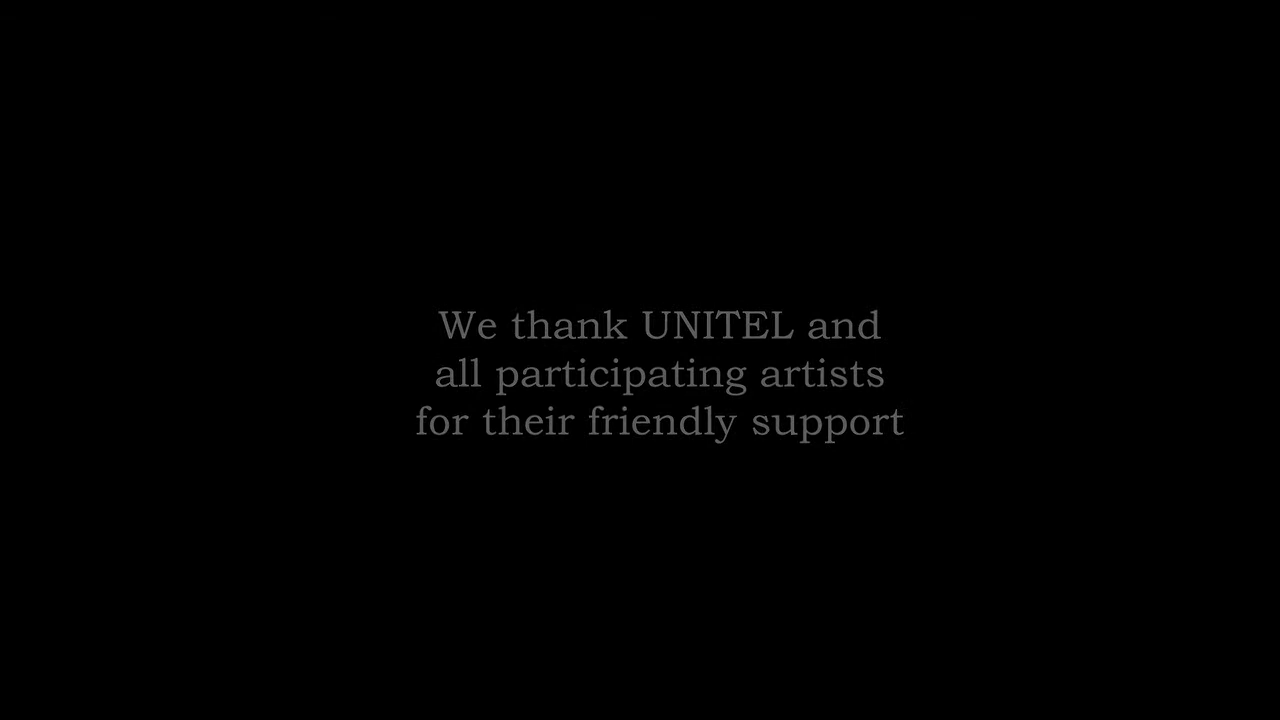 We thank UNITEL and
all participating artists
for their friendly support